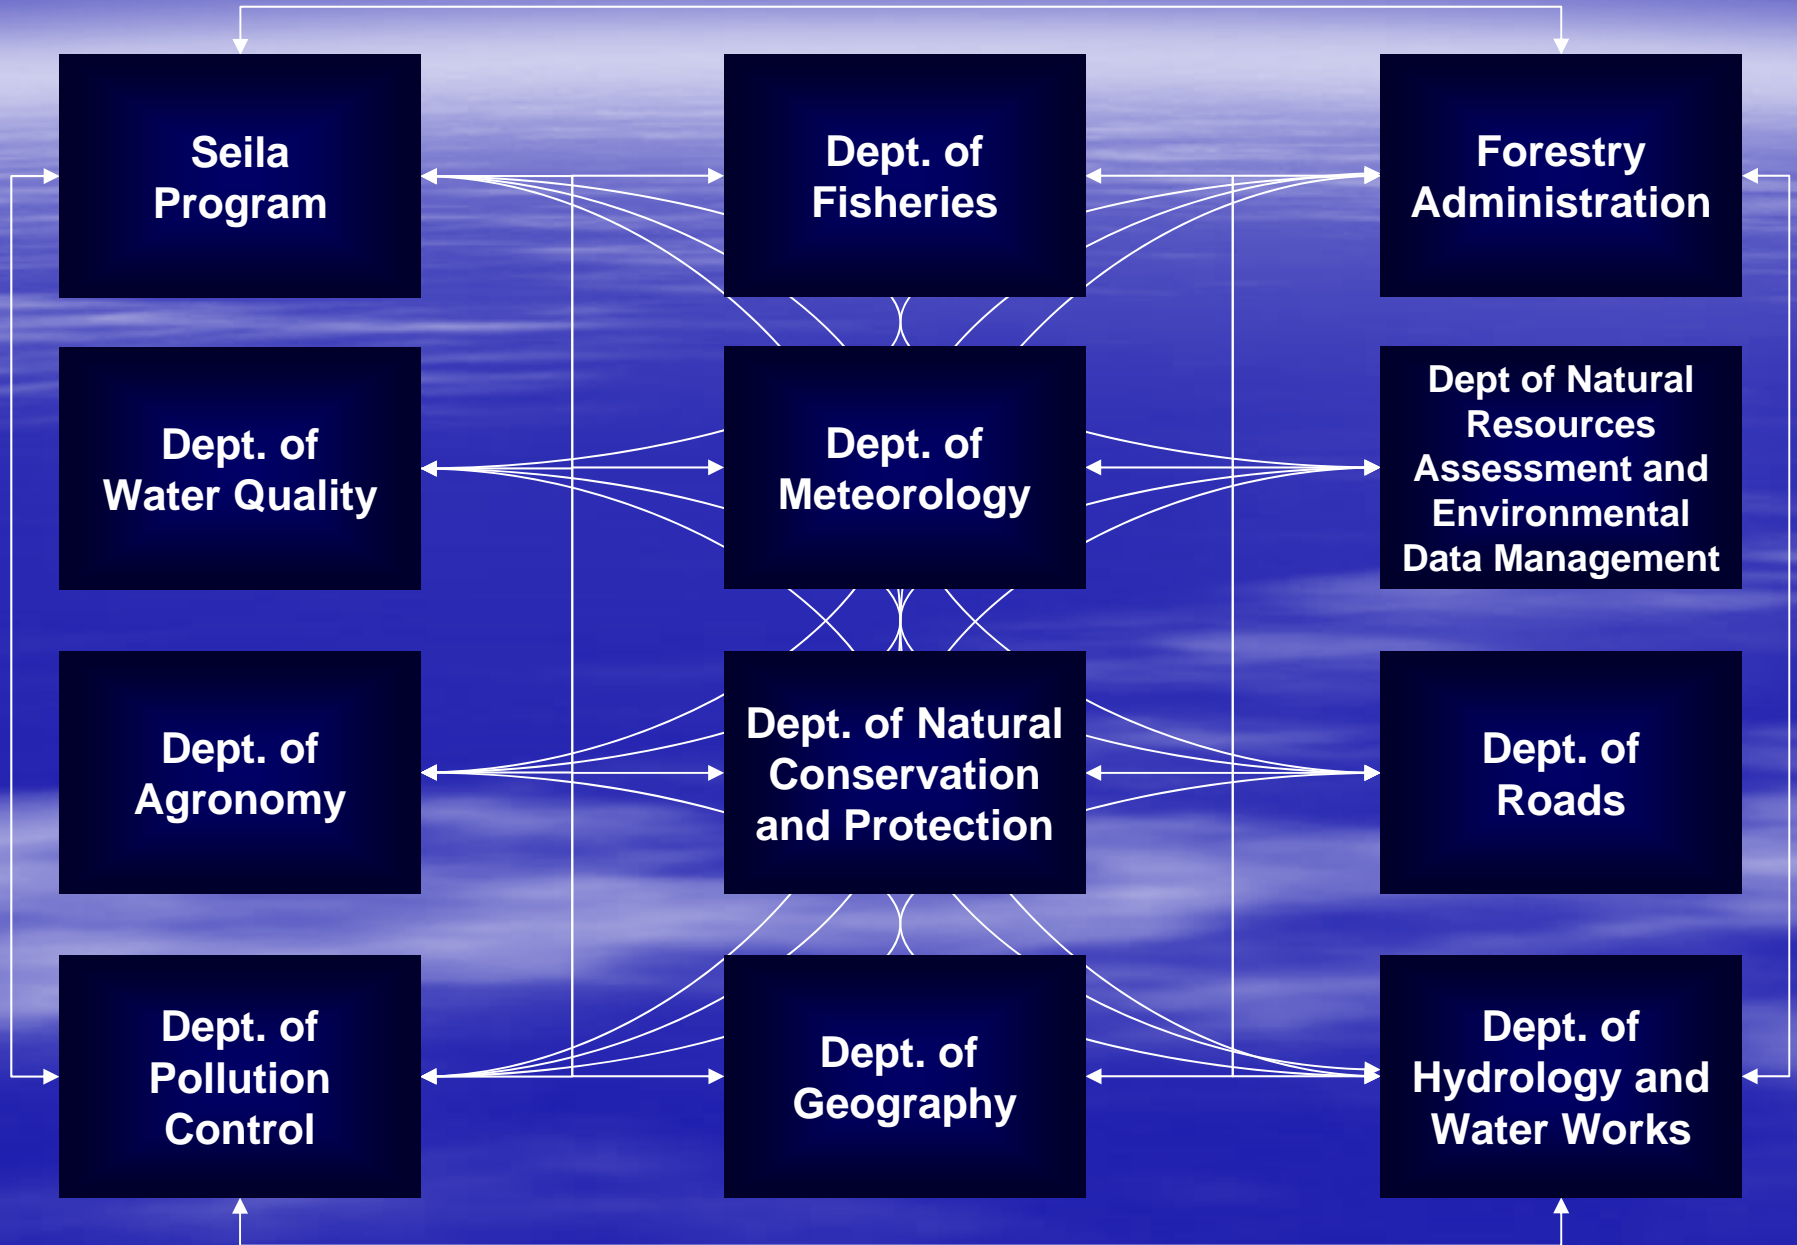 Seila
Program
Dept. of
Fisheries
Forestry
Administration
Dept. of
Water Quality
Dept. of
Meteorology
Dept of Natural
Resources
Assessment and
Environmental
Data Management
Dept. of
Agronomy
Dept. of Natural
Conservation
and Protection
Dept. of
Roads
Dept. of
Pollution
Control
Dept. of
Geography
Dept. of
Hydrology and
Water Works